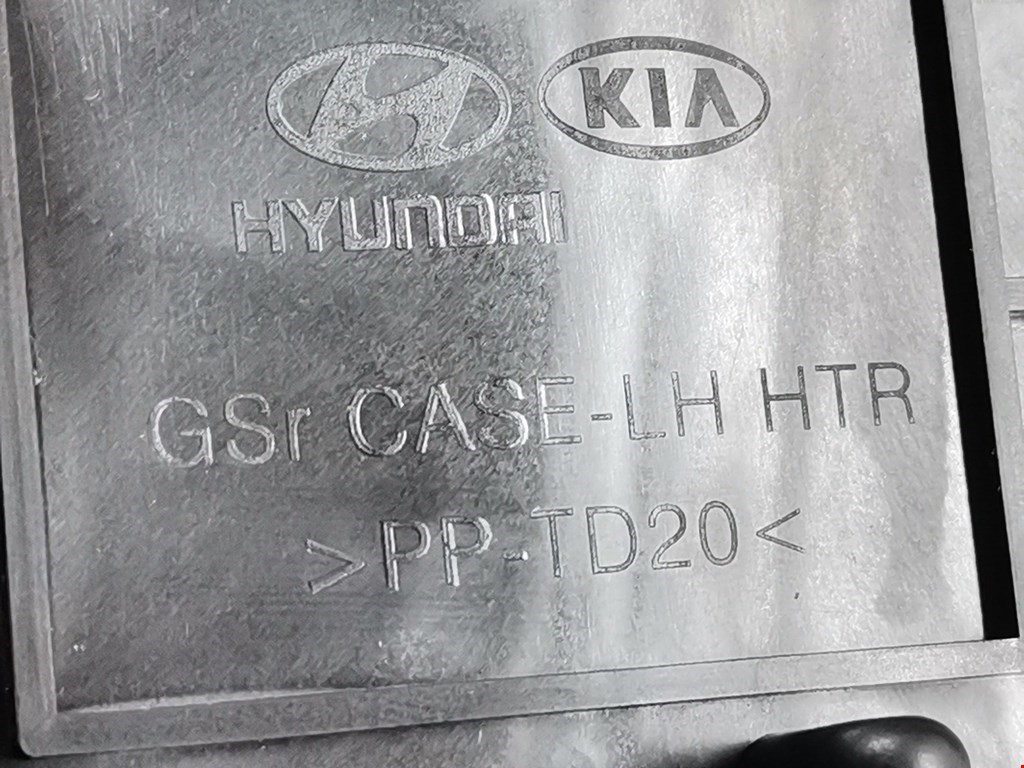 KIA
HYUNDAI
GSr CASE-LH HTR
>PP-TD20<